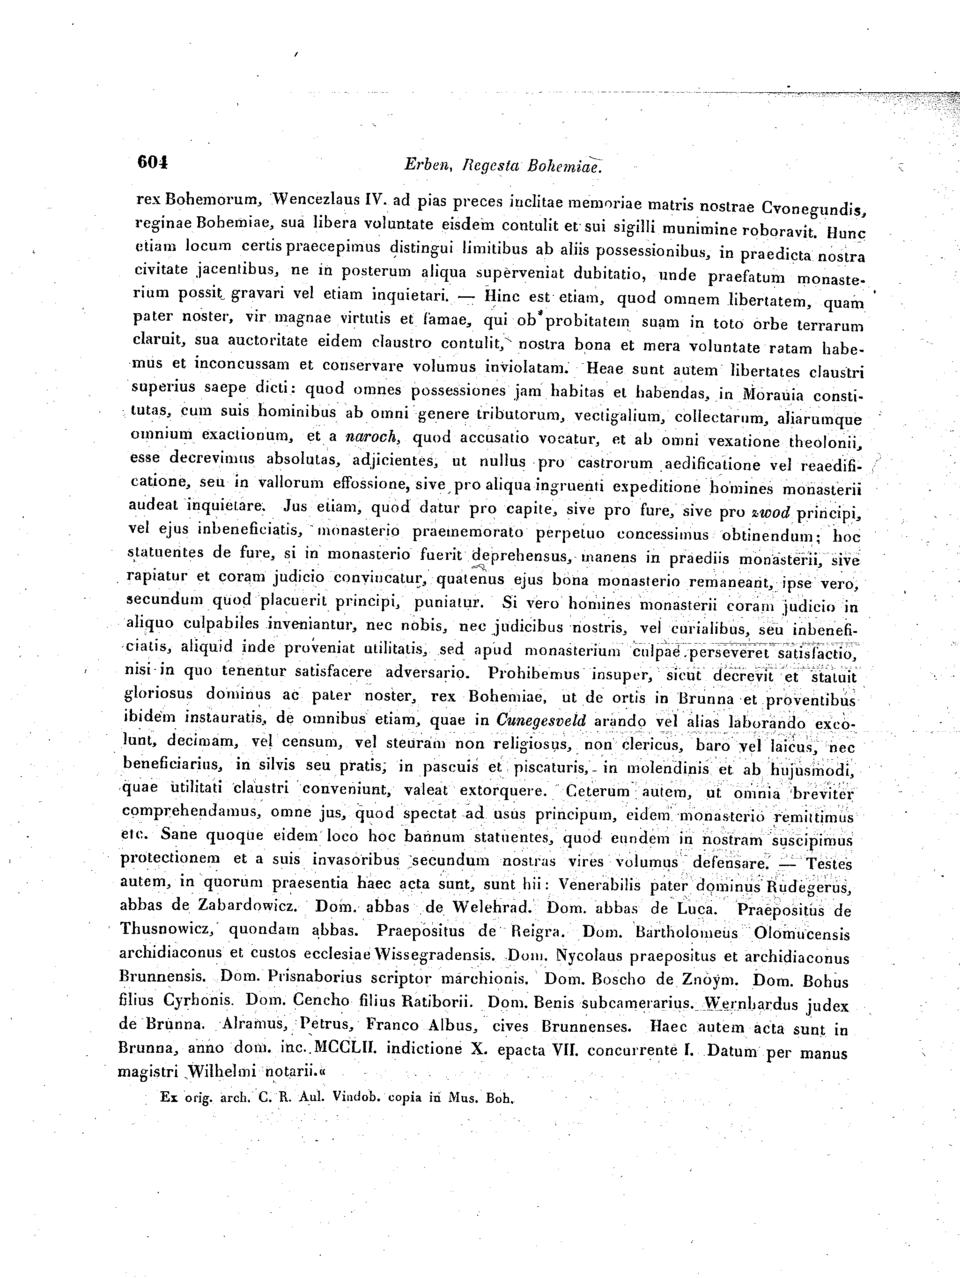 604
Erben, Regesta Bohemiae.
rex Bohemorum, Wencezlaus IV. ad pias preces inclitae memoriae matris nostrae Cvonegundis,
reginae Bohemiae, sua libera voluntate eisdem contulit et sui sigilli munimine roboravit. Hunc
etiam locum certis praecepimus distingui limitibus ab aliis possessionibus, in praedicta nostra
civitate jacentibus, ne in posterum aliqua superveniat dubitatio, unde praefatum monaste-
rium possit gravari vel etiam inquietari. — Hinc est etiam, quod omnem libertatem, quam
pater noster, vir magnae virtutis et famae, qui ob probitatem suam in toto orbe terrarum
claruit, sua auctoritate eidem claustro contulit, nostra bona et mera voluntate ratam habe-
mus et inconcussam et conservare volumus inviolatam. Heae sunt autem libertates claustri
superius saepe dicti: quod omnes possessiones jam habitas et habendas, in Morauia consti-
tutas, cum suis hominibus ab omni genere tributorum, vectigalium, collectarum, aliarumque
omnium exactionum, et a naroch, quod accusatio vocatur, et ab omni vexatione theolonii,
esse decrevimus absolutas, adjicientes, ut nullus pro castrorum aedificatione vel reaedifi-
catione, seu in vallorum effossione, sive pro aliqua ingruenti expeditione homines monasterii
audeat inquietare. Jus etiam, quod datur pro capite, sive pro fure, sive pro zwod principi,
vel ejus inbeneficiatis, monasterio praememorato perpetuo concessimus obtinendum; hoc
statuentes de fure, si in monasterio fuerit deprehensus, manens in praediis monasterii, sive
rapiatur et coram judicio convincatur, quatenus ejus bona monasterio remaneant, ipse vero,
secundum quod placuerit principi, puniatur. Si vero homines monasterii coram judicio in
aliquo culpabiles inveniantur, nec nobis, nec judicibus nostris, vel curialibus, seu inbenefi-
ciatis, aliquid inde proveniat utilitatis, sed apud monasterium culpae perseveret satisfactio,
nisi in quo tenentur satisfacere adversario. Prohibemus insuper, sicut decrevit et statuit
gloriosus dominus ac pater noster, rex Bohemiae, ut de ortis in Brunna et proventibus
ibidem instauratis, de omnibus etiam, quae in Cunegesveld arando vel alias laborando exco-
lunt, decimam, vel censum, vel steuram non religiosus, non clericus, baro vel laicus, nec
beneficiarius, in silvis seu pratis, in pascuis et piscaturis, in molendinis et ab hujusmodi,
quae utilitati claustri conveniunt, valeat extorquere. Ceterum autem, ut omnia breviter
comprehendamus, omne jus, quod spectat ad usus principum, eidem monasterio remittimus
etc. Sane quoque eidem loco hoc bannum statuentes, quod eundem in nostram suscipimus
protectionem et a suis invasoribus secundum nostras vires volumus defensare. — Testes
autem, in quorum praesentia haec acta sunt, sunt hii: Venerabilis pater dominus Rudegerus,
abbas de Zabardowicz. Dom. abbas de Welehrad. Dom. abbas de Luca. Praepositus de
Thusnowicz, quondam abbas. Praepositus de Reigra. Dom. Bartholomeus Olomucensis
archidiaconus et custos ecclesiae Wissegradensis. Dom. Nycolaus praepositus et archidiaconus
Brunnensis. Dom. Prisnaborius scriptor marchionis. Dom. Boscho de Znoym. Dom. Bohus
filius Cyrhonis. Dom. Cencho filius Ratiborii. Dom. Benis subcamerarius. Wernhardus judex
de Brunna. Alramus, Petrus, Franco Albus, cives Brunnenses. Haec autem acta sunt in
Brunna, anno dom. inc. MCCLII. indictione X. epacta VII. concurrente I. Datum per manus
magistri Wilhelmi notarii.«
Ex orig. arch. C. R. Aul. Vindob. copia in Mus. Boh.